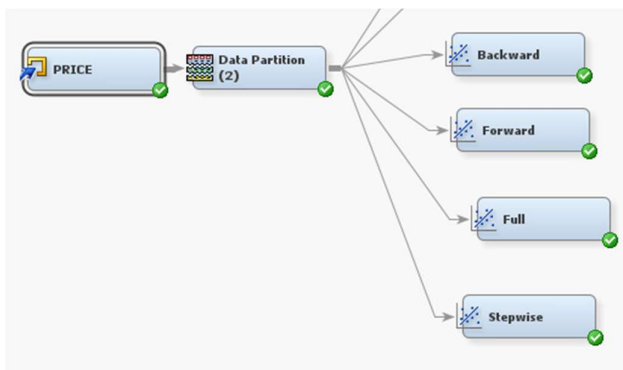 PRICE
Data Partition
(2)
Backward
Forward
Full
Stepwise